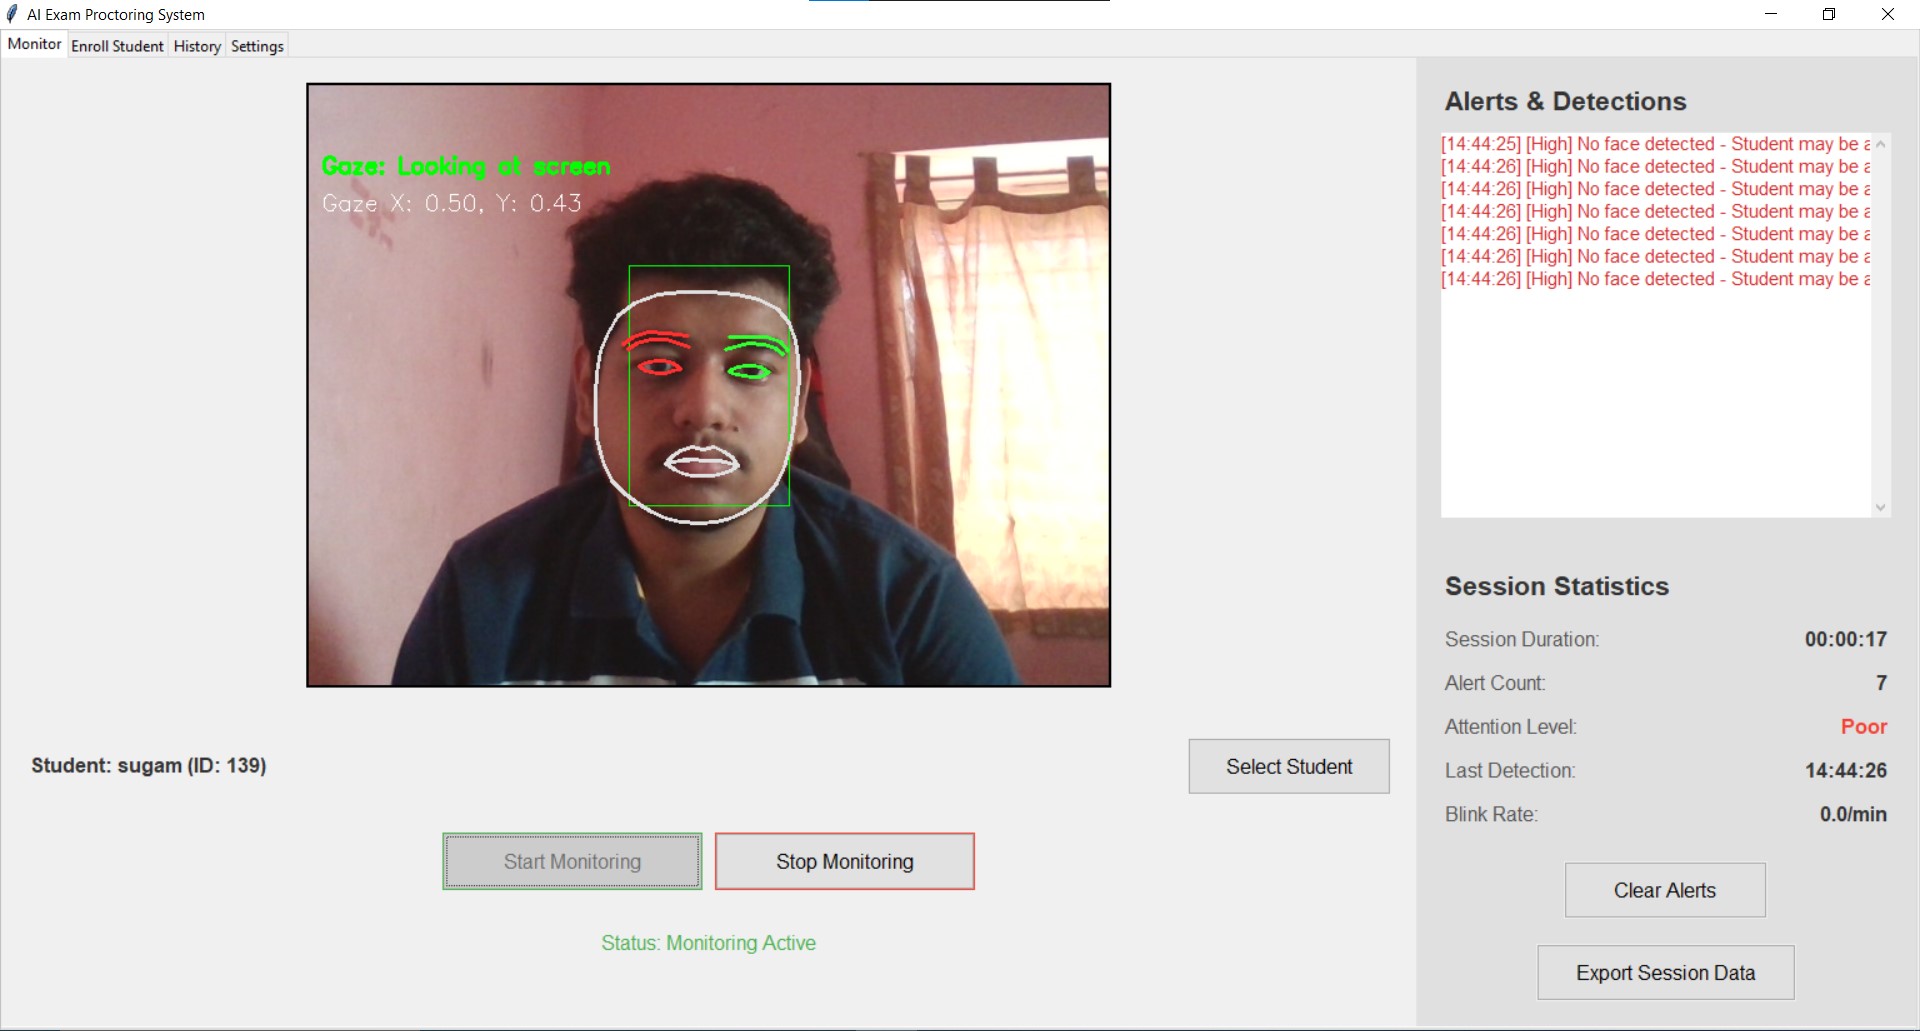 AI Exam Proctoring System
Monitor Enroll Student History Settings
Gaze: Looking at screen
Gaze X: 0.50, Y: 0.43
Student: sugam (ID: 139)
Select Student
Start Monitoring Stop Monitoring
Status: Monitoring Active
Alerts & Detections
[14:44:25] [High] No face detected - Student may be a
[14:44:26] [High] No face detected - Student may be a
[14:44:26] [High] No face detected - Student may be a
[14:44:26] [High] No face detected - Student may be a
[14:44:26] [High] No face detected - Student may be a
[14:44:26] [High] No face detected - Student may be a
[14:44:26] [High] No face detected - Student may be a
Session Statistics
Session Duration: 00:00:17
Alert Count: 7
Attention Level: Poor
Last Detection: 14:44:26
Blink Rate: 0.0/min
Clear Alerts
Export Session Data